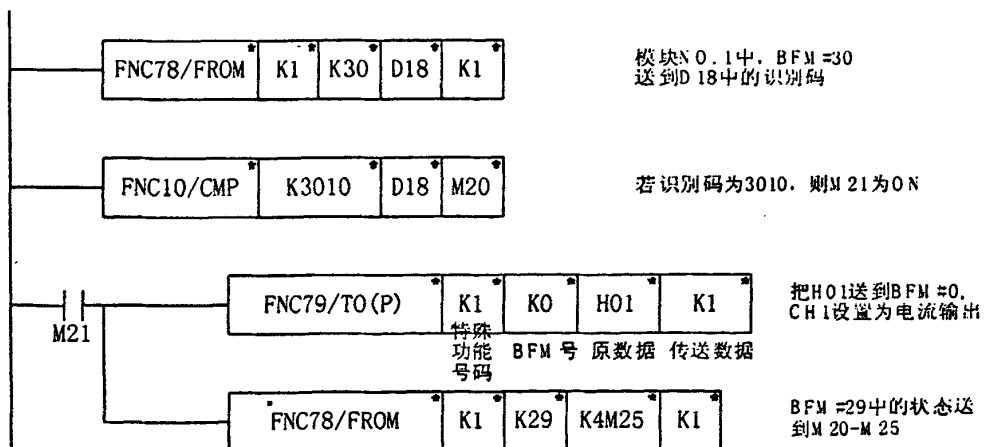 FNC78/FROM K1 K30 D18 K1
模块NO.1中，BFM #30
送到D18中的识别码
FNC10/CMP K3010 D18 M20
若识别码为3010，则M21为ON
M21
FNC79/TO(P) K1 K0 H01 K1
把H01送到BFM #0,
CH1设置为电流输出
特殊
功能
号码
BFM 号 原数据 传送数据
FNC78/FROM K1 K29 K4M25 K1
BFM #29中的状态送
到M20-M25